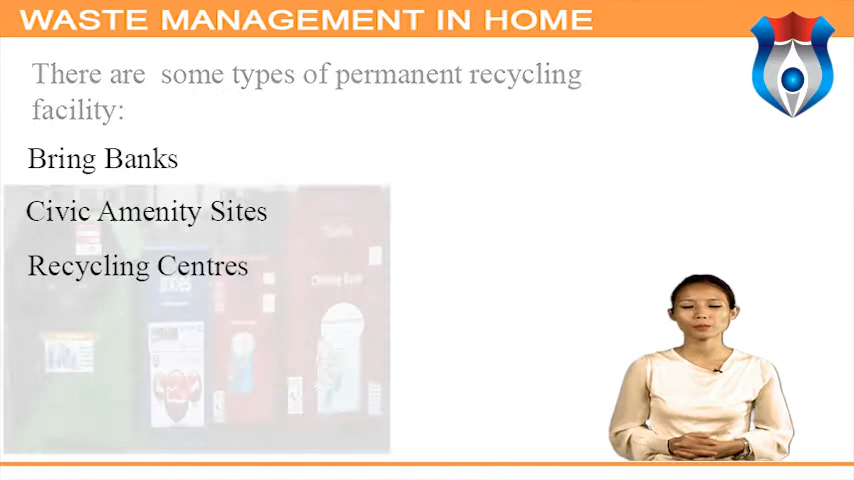 WASTE MANAGEMENT IN HOME
There are some types of permanent recycling
facility:
Bring Banks
Civic Amenity Sites
Recycling Centres